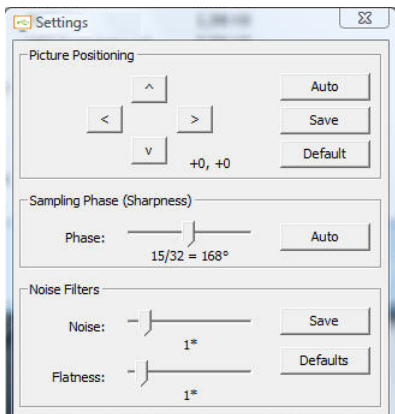 Settings
Picture Positioning
^
Auto
< >
Save
v
Default
+0, +0
Sampling Phase (Sharpness)
Phase:
Auto
15/32 = 168°
Noise Filters
Noise:
Save
1*
Defaults
Flatness:
1*